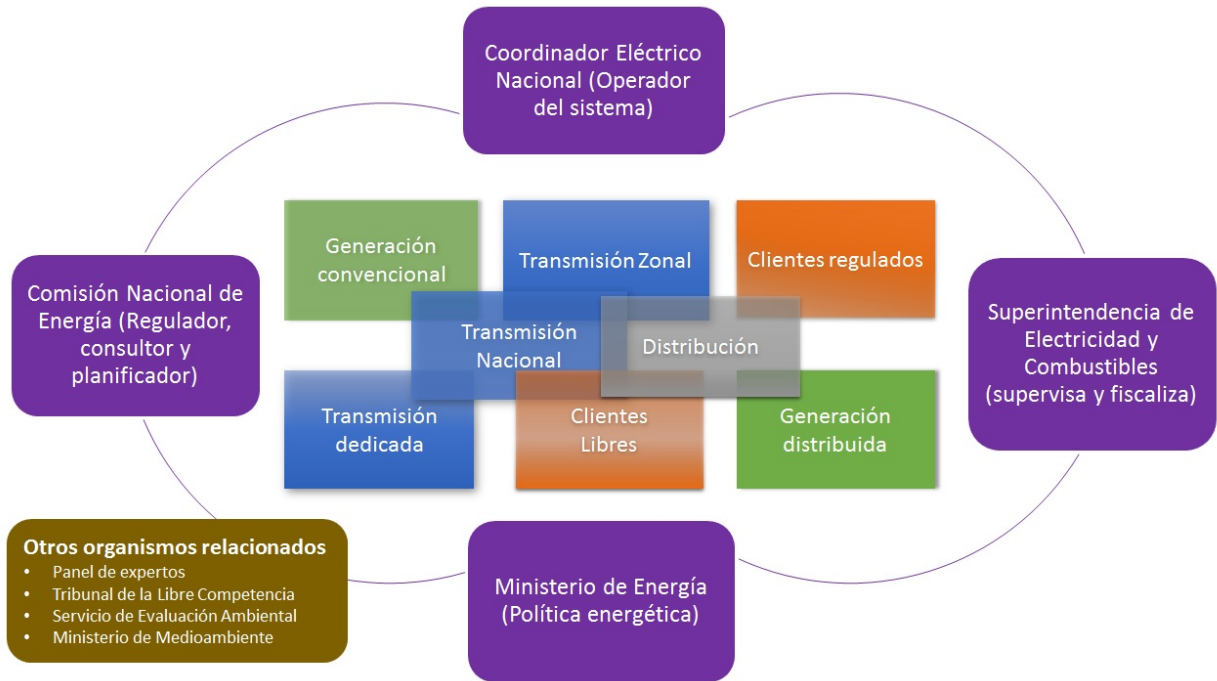 Coordinador Eléctrico
Nacional (Operador
del sistema)
Generación
convencional
Transmisión Zonal
Clientes regulados
Comisión Nacional de
Energía (Regulador,
consultor y
planificador)
Transmisión
Nacional
Distribución
Superintendencia de
Electricidad y
Combustibles
(supervisa y fiscaliza)
Transmisión
dedicada
Clientes
Libres
Generación
distribuida
Otros organismos relacionados
• Panel de expertos
• Tribunal de la Libre Competencia
• Servicio de Evaluación Ambiental
• Ministerio de Medioambiente
Ministerio de Energía
(Política energética)